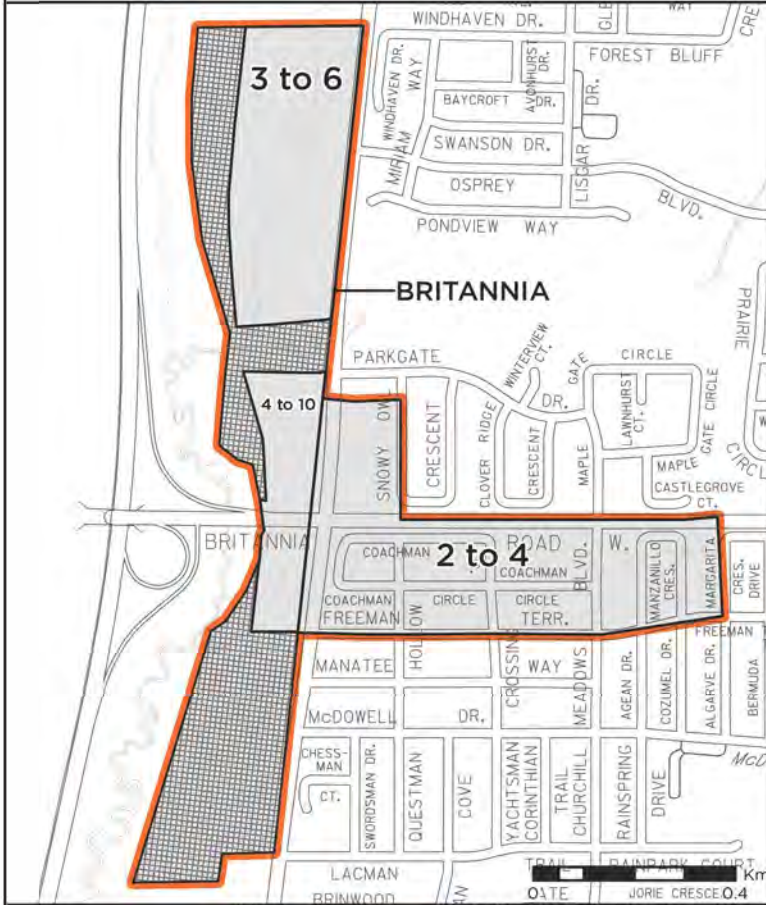 WINDHAVEN DR.
WAY
FOREST BLUFF
3 to 6
WINDHAVEN DR.
WAY
AVONHURST DR.
DR.
BAYCROFT DR.
SWANSON DR.
MIRIAM
OSPREY
LISGAR
BLVD.
PONDVIEW WAY
BRITANNIA
PRAIRIE
WINTERVIEW CT.
PARKGATE
CIRCLE
GATE
4 to 10
SNOWY OWL
CRESCENT
CLOVER RIDGE
DR.
CRESCENT
MAPLE
LAWNHURST CT.
GATE CIRCLE
MAPLE
CASTLEGROVE CT.
BRITANNIA
ROAD
W.
COACHMAN
2 to 4
COACHMAN
BLVD.
MANZANILLO CRES.
MARGARITA
CRES.
DRIVE
COACHMAN
CIRCLE
CIRCLE
FREEMAN
TERR.
FREEMAN
MANATEE
HOLLOW
CROSSING
WAY
MEADOWS
AGEAN DR.
COZUMEL DR.
ALGARVE DR.
BERMUDA
McDOWELL
DR.
McD
CHESS-
MAN
CT.
SWORDSMAN DR.
QUESTMAN
COVE
YACHTSMAN
CORINTHIAN
TRAIL
CHURCHILL
RAINSPRING
DRIVE
LACMAN
TRAIL
RAINPARK COURT
Km
BRINWOOD
0
GATE
JORIE CRESCE
0.4